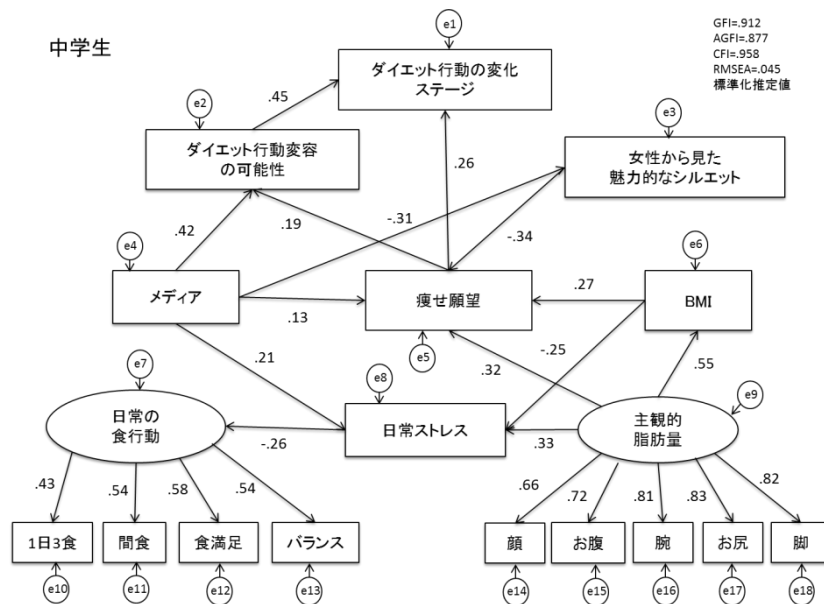 中学生
GFI=.912
AGFI=.877
CFI=.958
RMSEA=.045
標準化推定値
e1
ダイエット行動の変化
ステージ
e2
.45
e3
ダイエット行動変容
の可能性
女性から見た
魅力的なシルエット
.26
.42
.19
-.31
-.34
e4
e6
メディア
痩せ願望
BMI
.13
.27
e5
.21
-.25
.55
.32
e7
e8
e9
日常の
食行動
日常ストレス
主観的
脂肪量
-.26
.33
.43
.54
.58
.54
.66
.72
.81
.83
.82
1日3食
間食
食満足
バランス
顔
お腹
腕
お尻
脚
e10
e11
e12
e13
e14
e15
e16
e17
e18